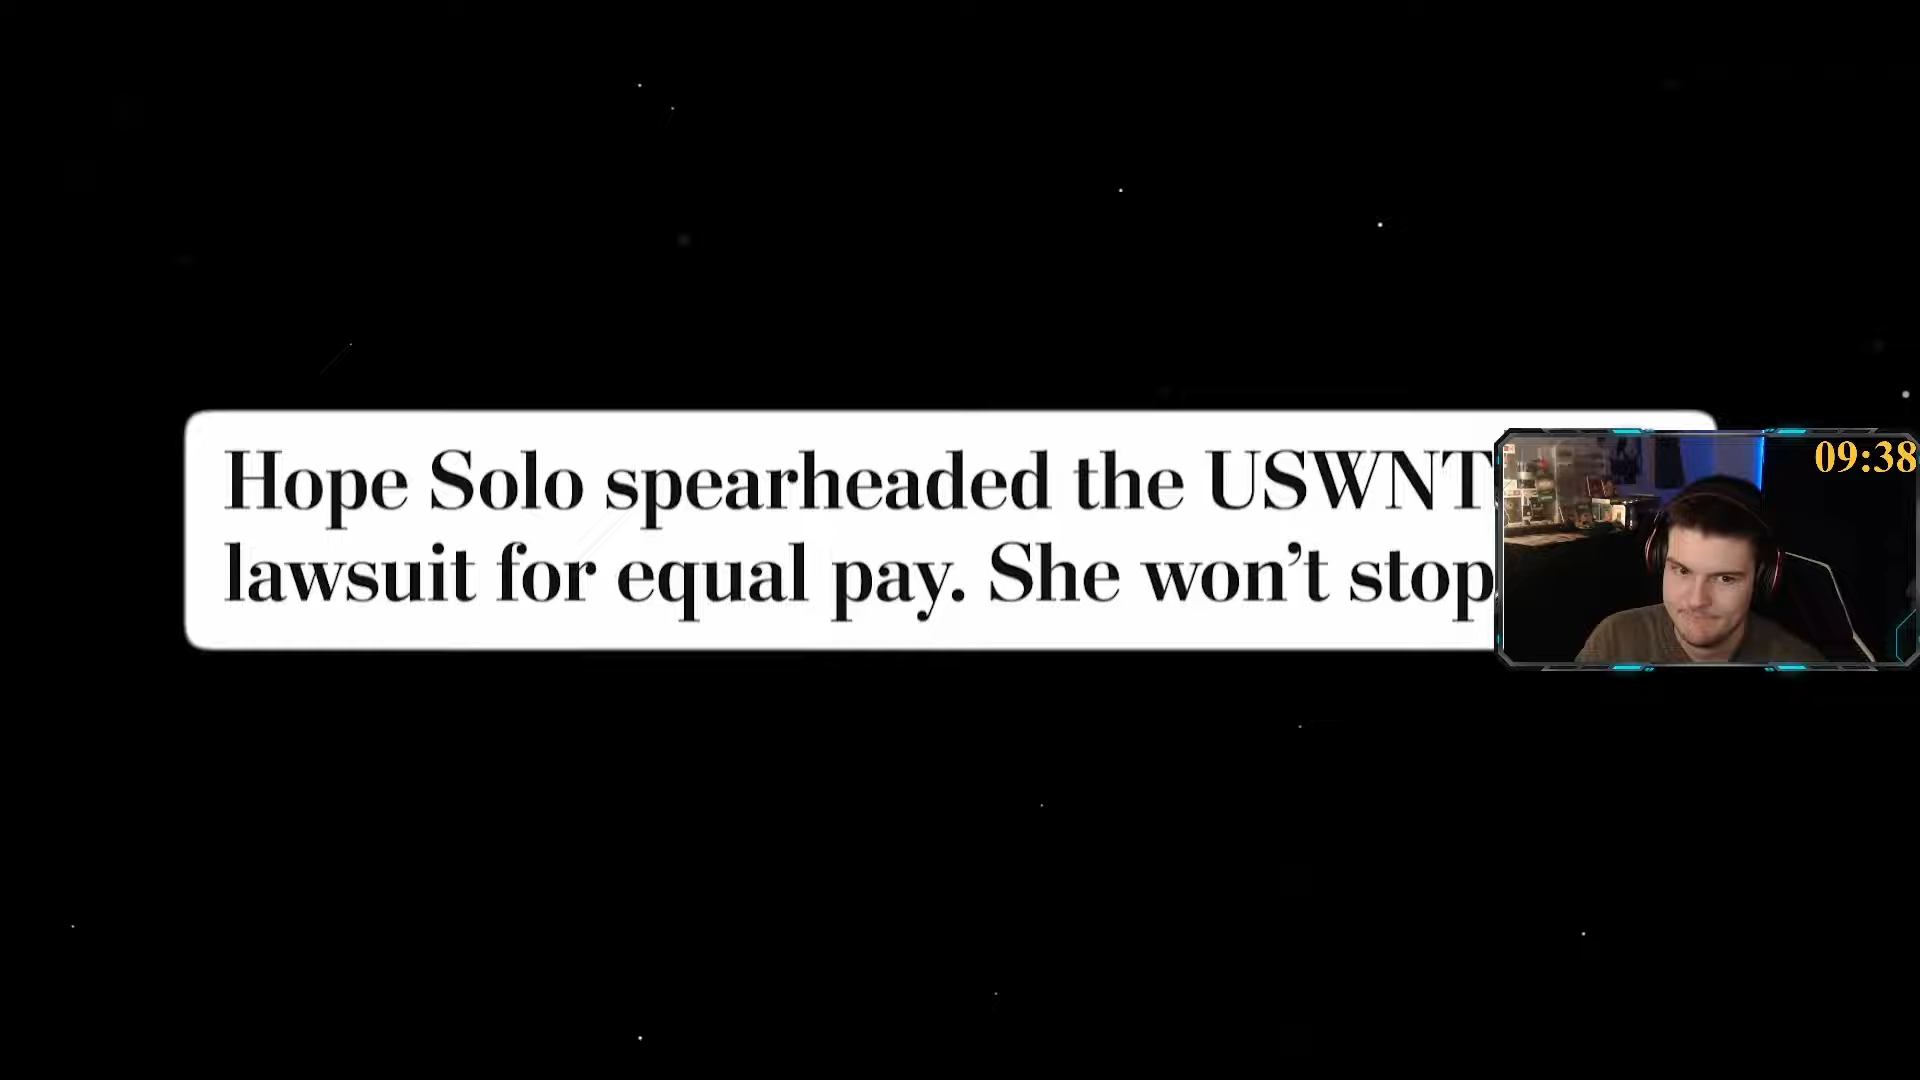 Hope Solo spearheaded the USWNT
lawsuit for equal pay. She won’t stop
09:38